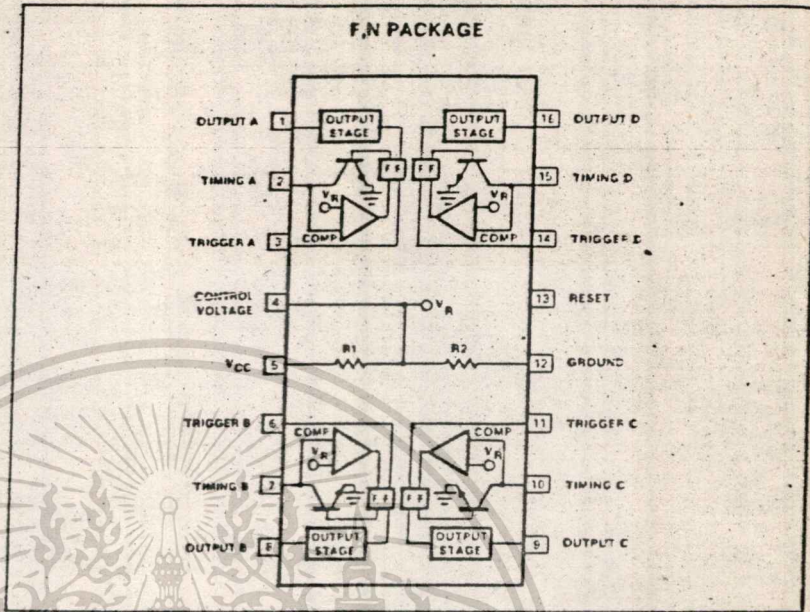 F,N PACKAGE
OUTPUT A 1 OUTPUT STAGE OUTPUT STAGE 16 OUTPUT D
TIMING A 2 FF FF 15 TIMING D
VR VR
TRIGGER A 3 COMP COMP 14 TRIGGER D
CONTROL VOLTAGE 4 VR 13 RESET
R1 R2
VCC 5 12 GROUND
TRIGGER B 6 COMP COMP 11 TRIGGER C
VR VR
TIMING B 7 FF FF 10 TIMING C
OUTPUT B 8 OUTPUT STAGE OUTPUT STAGE 9 OUTPUT C